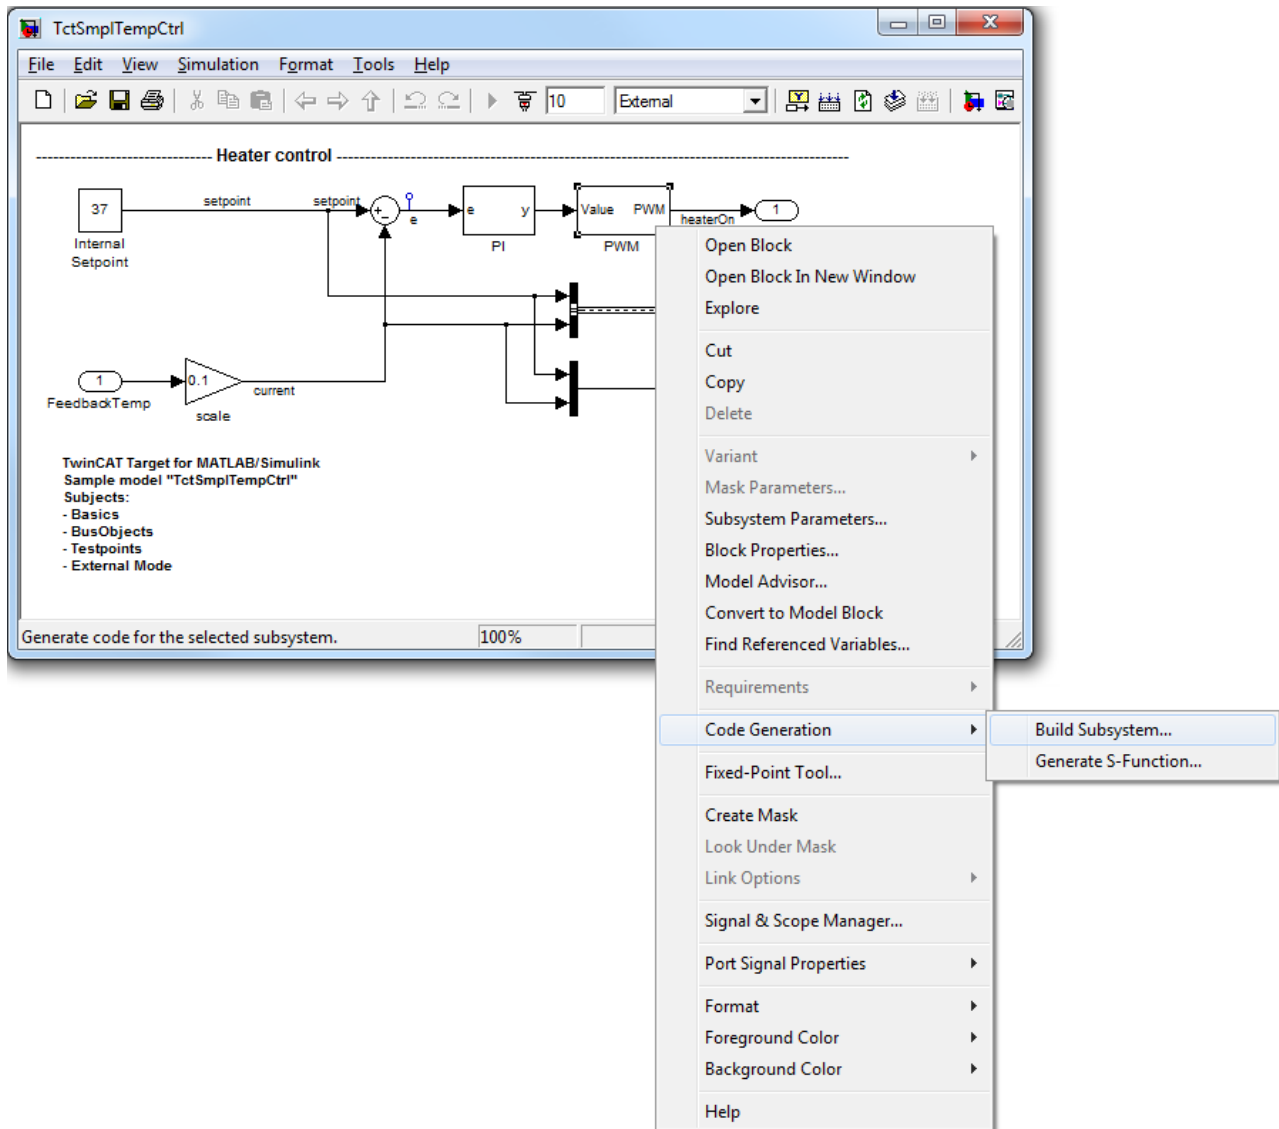 TctSmplTempCtrl
File Edit View Simulation Format Tools Help
10 External
Heater control
37
Internal
Setpoint
setpoint
setpoint
+
-
e
e y
PI
Value PWM
PWM
heaterOn
1
1
FeedbackTemp
0.1
scale
current
TwinCAT Target for MATLAB/Simulink
Sample model "TctSmplTempCtrl"
Subjects:
- Basics
- BusObjects
- Testpoints
- External Mode
Generate code for the selected subsystem.
100%
Open Block
Open Block In New Window
Explore
Cut
Copy
Delete
Variant
Mask Parameters...
Subsystem Parameters...
Block Properties...
Model Advisor...
Convert to Model Block
Find Referenced Variables...
Requirements
Code Generation
Build Subsystem...
Generate S-Function...
Fixed-Point Tool...
Create Mask
Look Under Mask
Link Options
Signal & Scope Manager...
Port Signal Properties
Format
Foreground Color
Background Color
Help